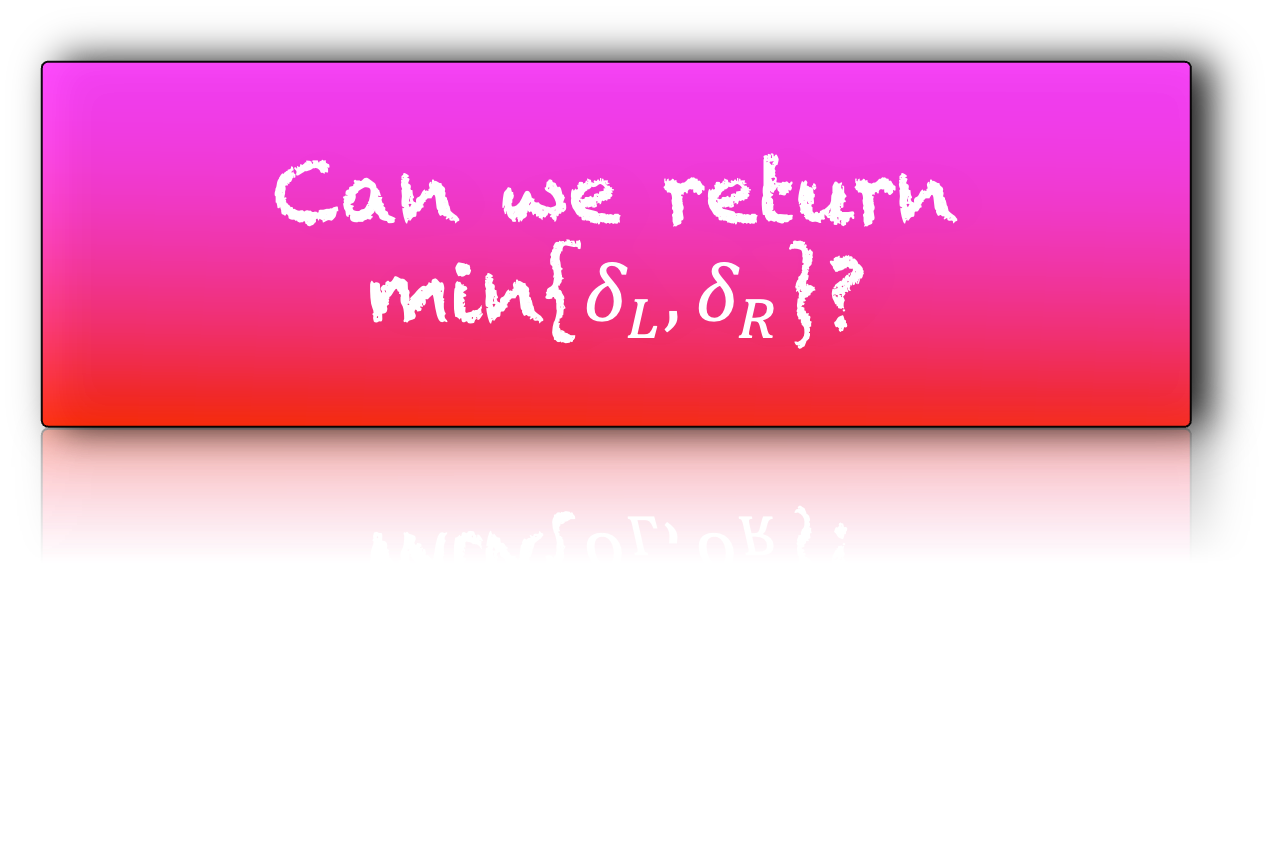 Can we return
min{δ_L, δ_R}?